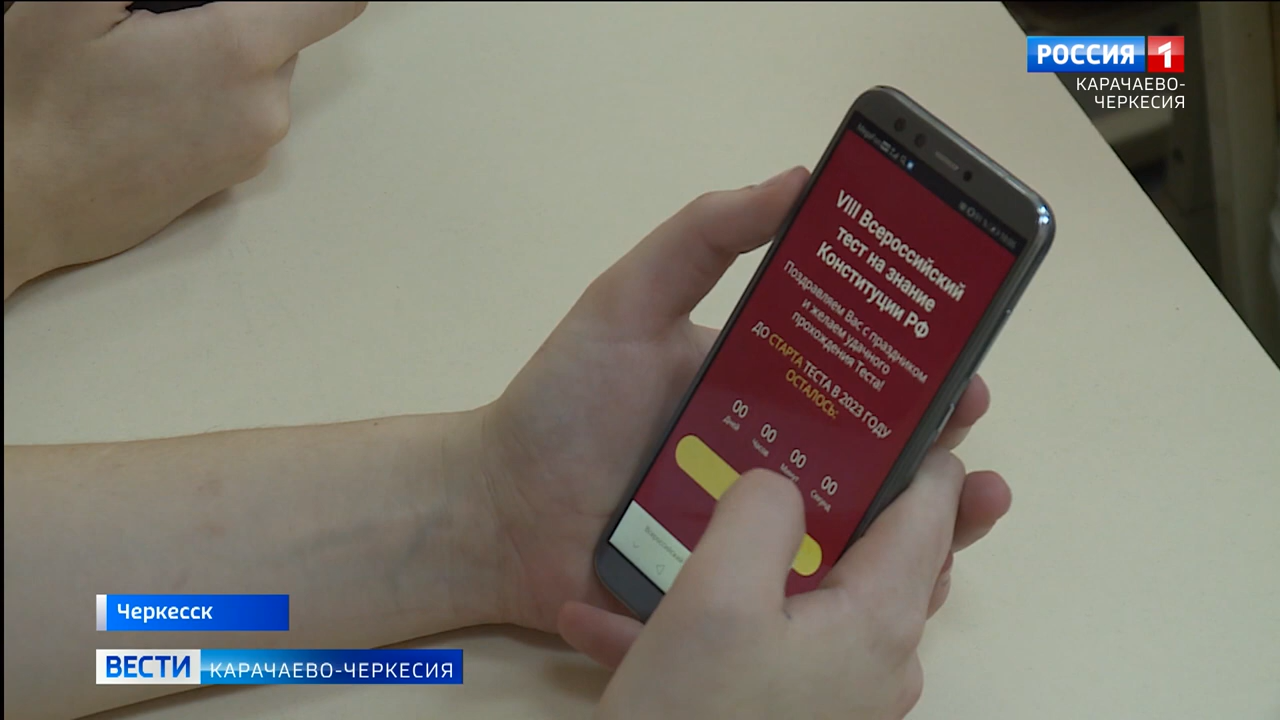 РОССИЯ 1
КАРАЧАЕВО-
ЧЕРКЕСИЯ
VIII Всероссийский
тест на знание
Конституции РФ
Поздравляем Вас с праздником
и желаем удачного
прохождения Теста!
ДО СТАРТА ТЕСТА В 2023 ГОДУ
ОСТАЛОСЬ:
00 00 00 00
Дней Часов Минут Секунд
Всероссийский
Черкесск
ВЕСТИ КАРАЧАЕВО-ЧЕРКЕСИЯ